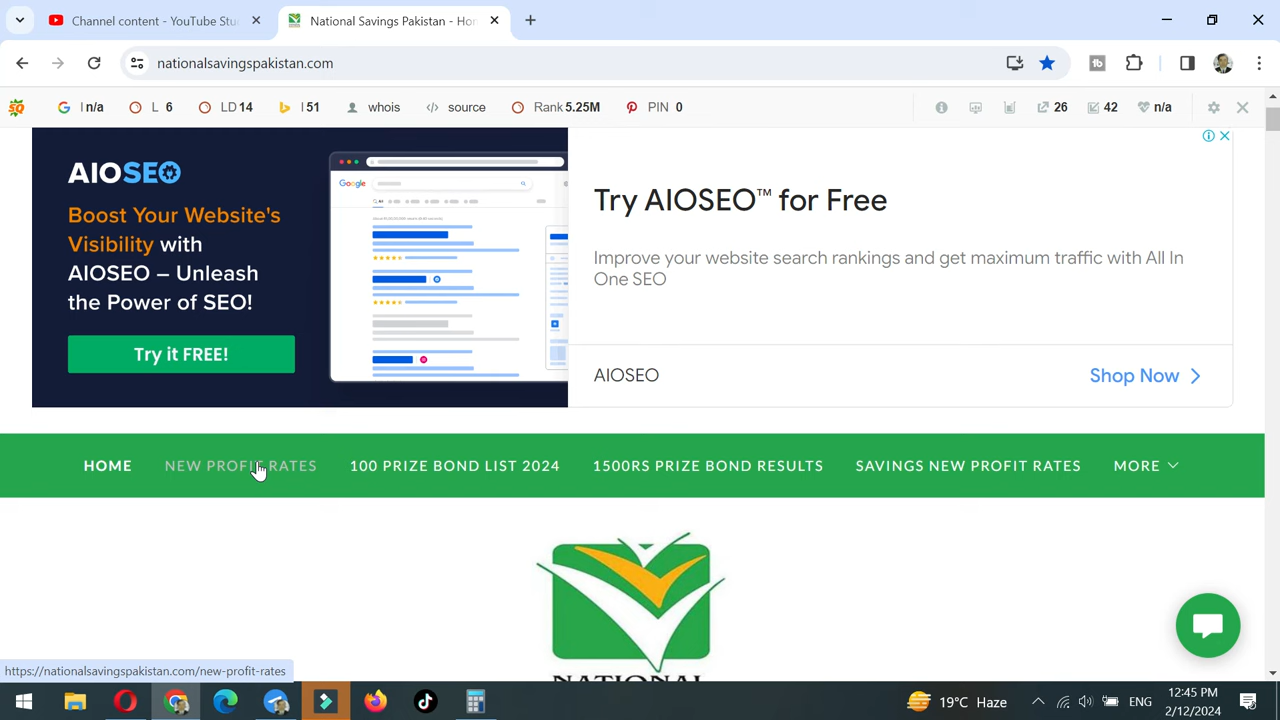 Channel content - YouTube Stu
National Savings Pakistan - Hon
nationalsavingspakistan.com
I n/a
L 6
LD 14
I 51
whois
source
Rank 5.25M
PIN 0
26
42
n/a
AIOSEO
Boost Your Website's
Visibility with
AIOSEO – Unleash
the Power of SEO!
Try it FREE!
Google
Try AIOSEO™ for Free
Improve your website search rankings and get maximum traffic with All In
One SEO
AIOSEO
Shop Now
HOME
NEW PROFIT RATES
100 PRIZE BOND LIST 2024
1500RS PRIZE BOND RESULTS
SAVINGS NEW PROFIT RATES
MORE
NATIONAL
https://nationalsavingspakistan.com/new-profit-rates
19°C Haze
ENG
12:45 PM
2/12/2024